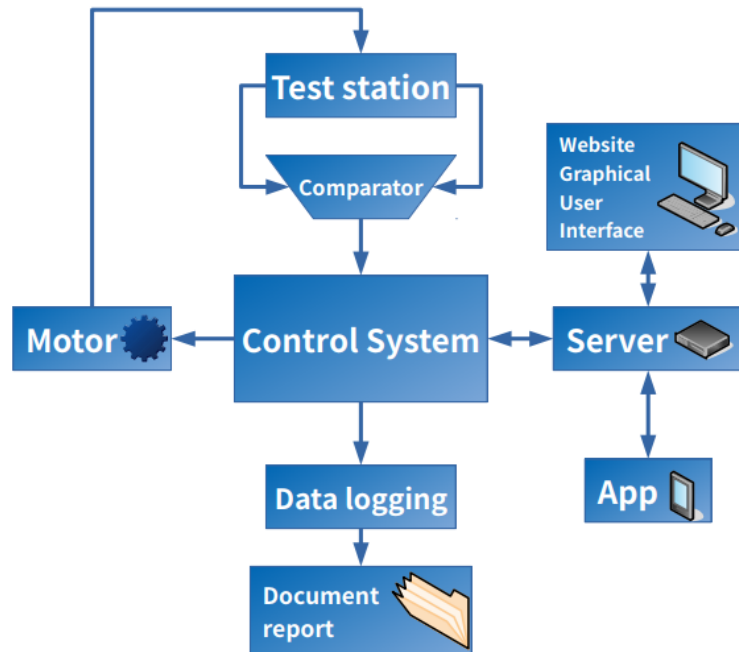 Test station
Comparator
Website
Graphical
User
Interface
Motor
Control System
Server
Data logging
App
Document
report